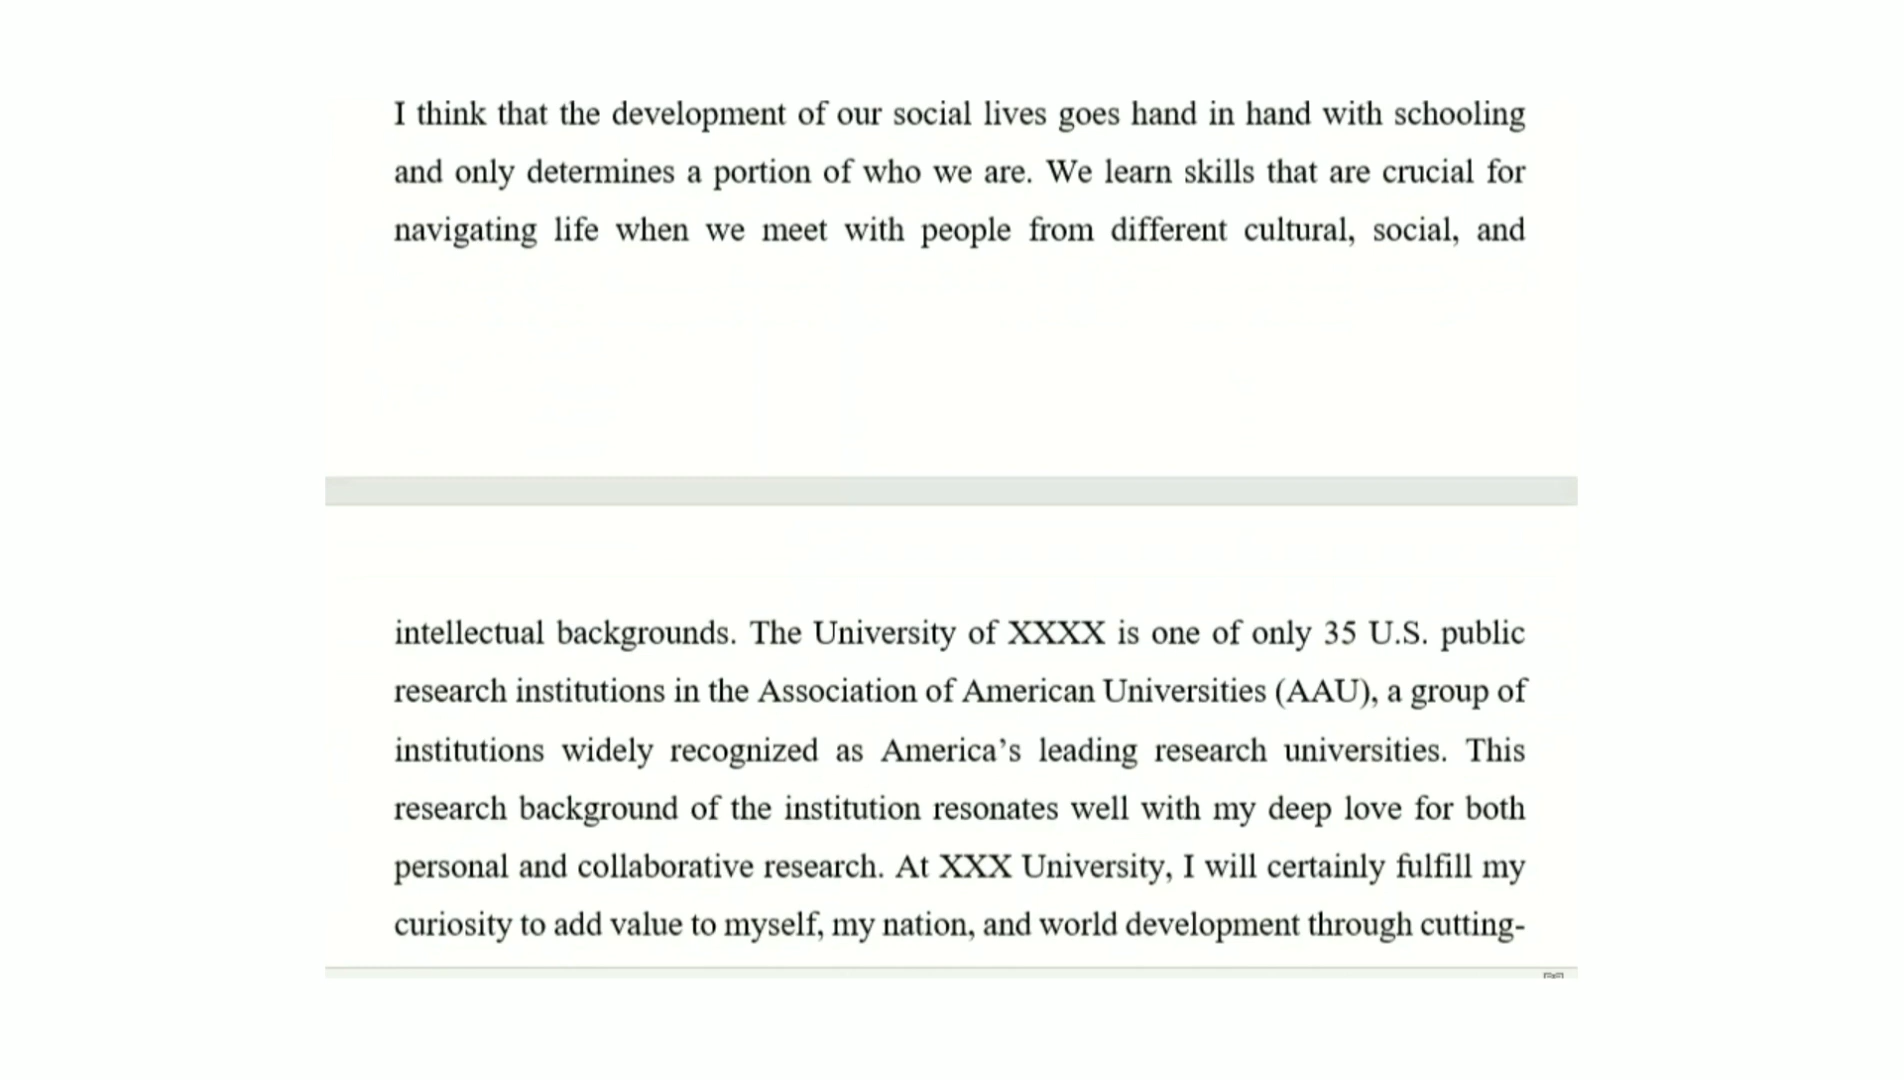 I think that the development of our social lives goes hand in hand with schooling
and only determines a portion of who we are. We learn skills that are crucial for
navigating life when we meet with people from different cultural, social, and
intellectual backgrounds. The University of XXXX is one of only 35 U.S. public
research institutions in the Association of American Universities (AAU), a group of
institutions widely recognized as America’s leading research universities. This
research background of the institution resonates well with my deep love for both
personal and collaborative research. At XXX University, I will certainly fulfill my
curiosity to add value to myself, my nation, and world development through cutting-